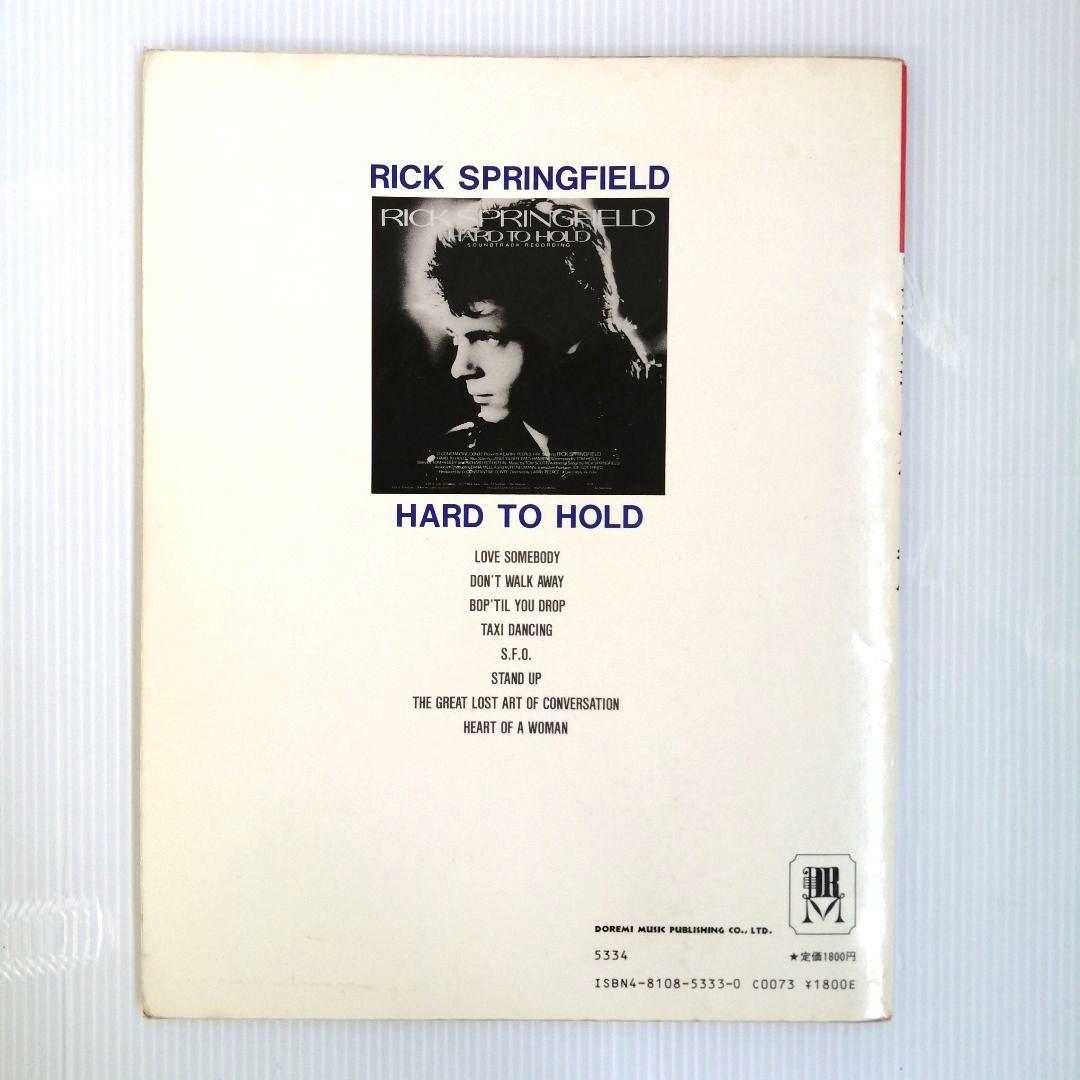 RICK SPRINGFIELD
RICK SPRINGFIELD
HARD TO HOLD
SOUNDTRACK RECORDING
HARD TO HOLD
LOVE SOMEBODY
DON'T WALK AWAY
BOP'TIL YOU DROP
TAXI DANCING
S.F.O.
STAND UP
THE GREAT LOST ART OF CONVERSATION
HEART OF A WOMAN
DRM
DOREMI MUSIC PUBLISHING CO., LTD.
5334
★定価1800円
ISBN4-8108-5333-0 C0073 ¥1800E